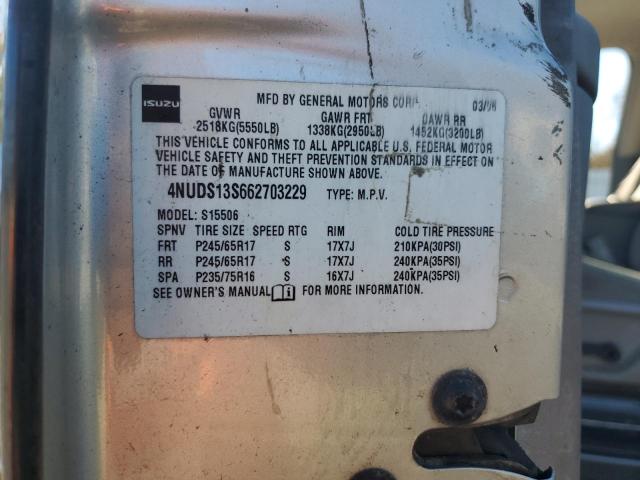 ISUZU
MFD BY GENERAL MOTORS CORP
GVWR GAWR FRT GAWR RR
2518KG(5550LB) 1338KG(2950LB) 1452KG(3200LB)
THIS VEHICLE CONFORMS TO ALL APPLICABLE U.S. FEDERAL MOTOR
VEHICLE SAFETY AND THEFT PREVENTION STANDARDS IN EFFECT ON
THE DATE OF MANUFACTURE SHOWN ABOVE.
4NUDS13S662703229 TYPE: M.P.V.
MODEL: S15506
SPNV TIRE SIZE SPEED RTG RIM COLD TIRE PRESSURE
FRT P245/65R17 S 17X7J 210KPA(30PSI)
RR P245/65R17 S 17X7J 240KPA(35PSI)
SPA P235/75R16 S 16X7J 240KPA(35PSI)
SEE OWNER'S MANUAL FOR MORE INFORMATION.